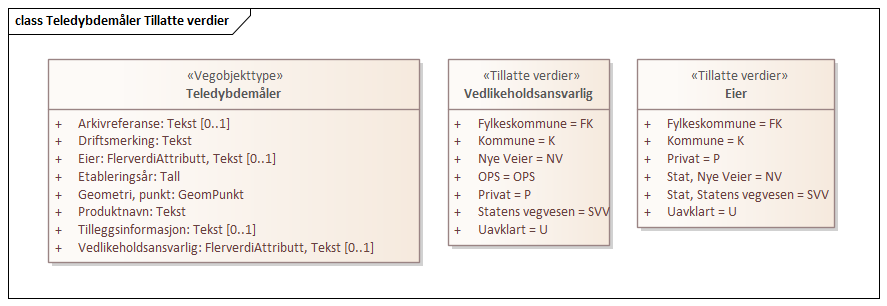 class Teledybdemåler Tillatte verdier
«Vegobjekttype»
Teledybdemåler
+ Arkivreferanse: Tekst [0..1]
+ Driftsmerking: Tekst
+ Eier: FlerverdiAttributt, Tekst [0..1]
+ Etableringsår: Tall
+ Geometri, punkt: GeomPunkt
+ Produktnavn: Tekst
+ Tilleggsinformasjon: Tekst [0..1]
+ Vedlikeholdsansvarlig: FlerverdiAttributt, Tekst [0..1]
«Tillatte verdier»
Vedlikeholdsansvarlig
+ Fylkeskommune = FK
+ Kommune = K
+ Nye Veier = NV
+ OPS = OPS
+ Privat = P
+ Statens vegvesen = SVV
+ Uavklart = U
«Tillatte verdier»
Eier
+ Fylkeskommune = FK
+ Kommune = K
+ Privat = P
+ Stat, Nye Veier = NV
+ Stat, Statens vegvesen = SVV
+ Uavklart = U